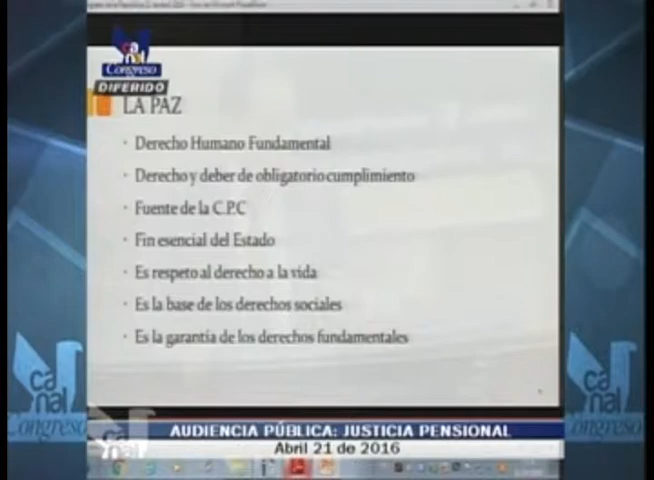 canal
Congreso
DIFERIDO
LA PAZ
Derecho Humano Fundamental
Derecho y deber de obligatorio cumplimiento
Fuente de la C.P.C
Fin esencial del Estado
Es respeto al derecho a la vida
Es la base de los derechos sociales
Es la garantía de los derechos fundamentales
canal
Congreso
canal
Congreso
canal
AUDIENCIA PÚBLICA: JUSTICIA PENSIONAL
Abril 21 de 2016